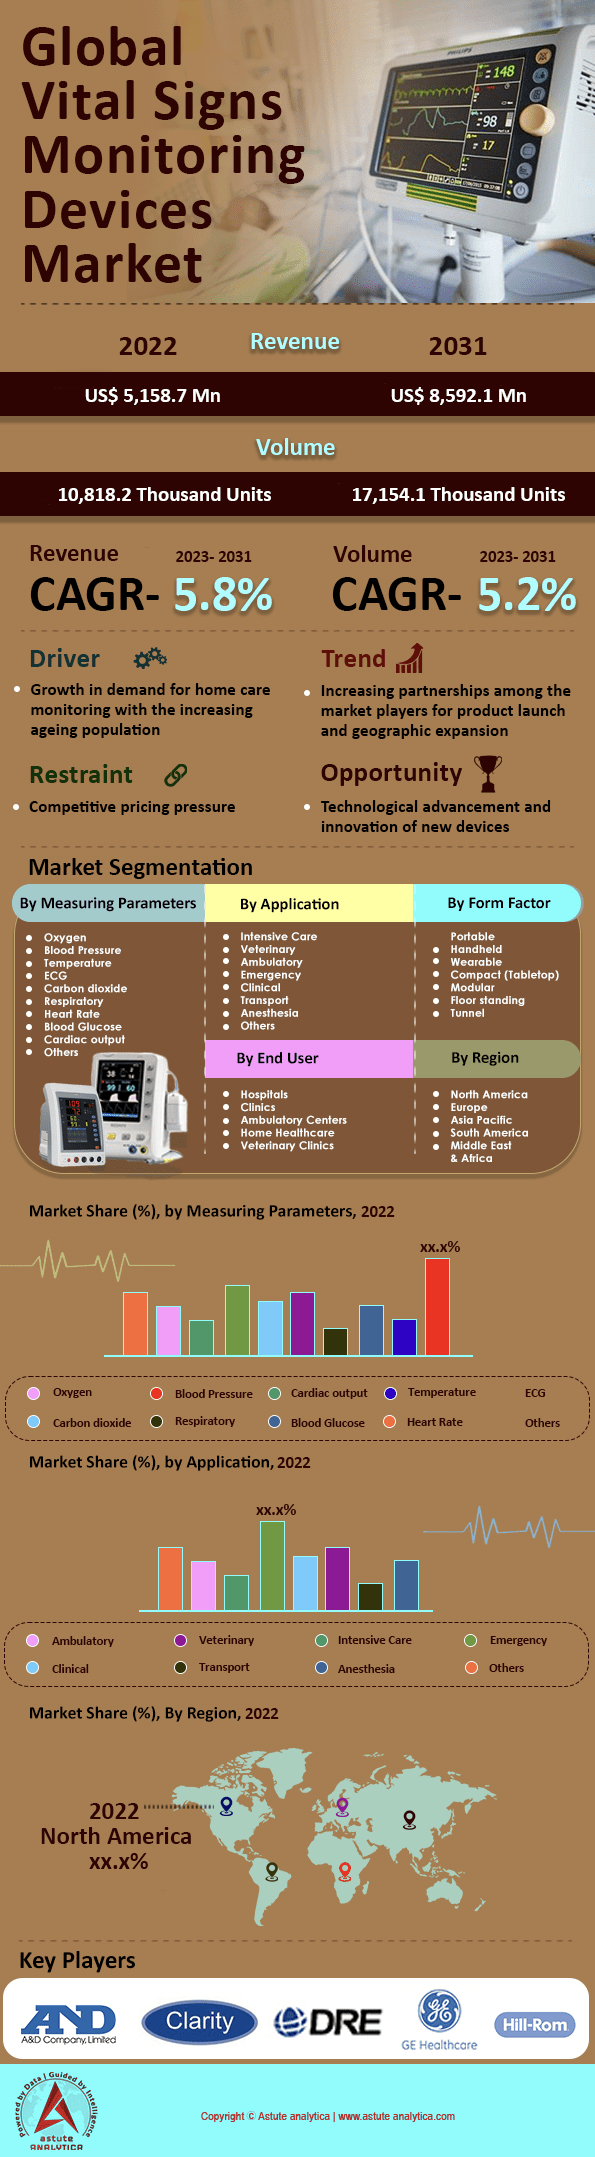 Global
Vital Signs
Monitoring
Devices
Market
PHILIPS
148
98
17
2022
Revenue
2031
US$ 5,158.7 Mn
US$ 8,592.1 Mn
Volume
10,818.2 Thousand Units
17,154.1 Thousand Units
Revenue
2023- 2031
CAGR- 5.8%
Volume
2023- 2031
CAGR- 5.2%
Driver
Growth in demand for home care
monitoring with the increasing
ageing population
Trend
Increasing partnerships among the
market players for product launch
and geographic expansion
Restraint
Competitive pricing pressure
Opportunity
Technological advancement and
innovation of new devices
Market Segmentation
By Measuring Parameters
Oxygen
Blood Pressure
Temperature
ECG
Carbon dioxide
Respiratory
Heart Rate
Blood Glucose
Cardiac output
Others
By Application
Intensive Care
Veterinary
Ambulatory
Emergency
Clinical
Transport
Anesthesia
Others
By Form Factor
Portable
Handheld
Wearable
Compact (Tabletop)
Modular
Floor standing
Tunnel
By End User
Hospitals
Clinics
Ambulatory Centers
Home Healthcare
Veterinary Clinics
By Region
North America
Europe
Asia Pacific
South America
Middle East
& Africa
Market Share (%), by Measuring Parameters, 2022
xx.x%
Oxygen
Blood Pressure
Cardiac output
Temperature
ECG
Carbon dioxide
Respiratory
Blood Glucose
Heart Rate
Others
Market Share (%), by Application, 2022
xx.x%
Ambulatory
Veterinary
Intensive Care
Emergency
Clinical
Transport
Anesthesia
Others
Market Share (%), By Region, 2022
2022
North America
xx.x%
Key Players
AND
A&D Company, Limited
Clarity
DRE
GE
GE Healthcare
Hill-Rom
Powered by Data | Guided by Intelligence
astute
ANALYTICA
Copyright © Astute analytica | www.astute analytica.com